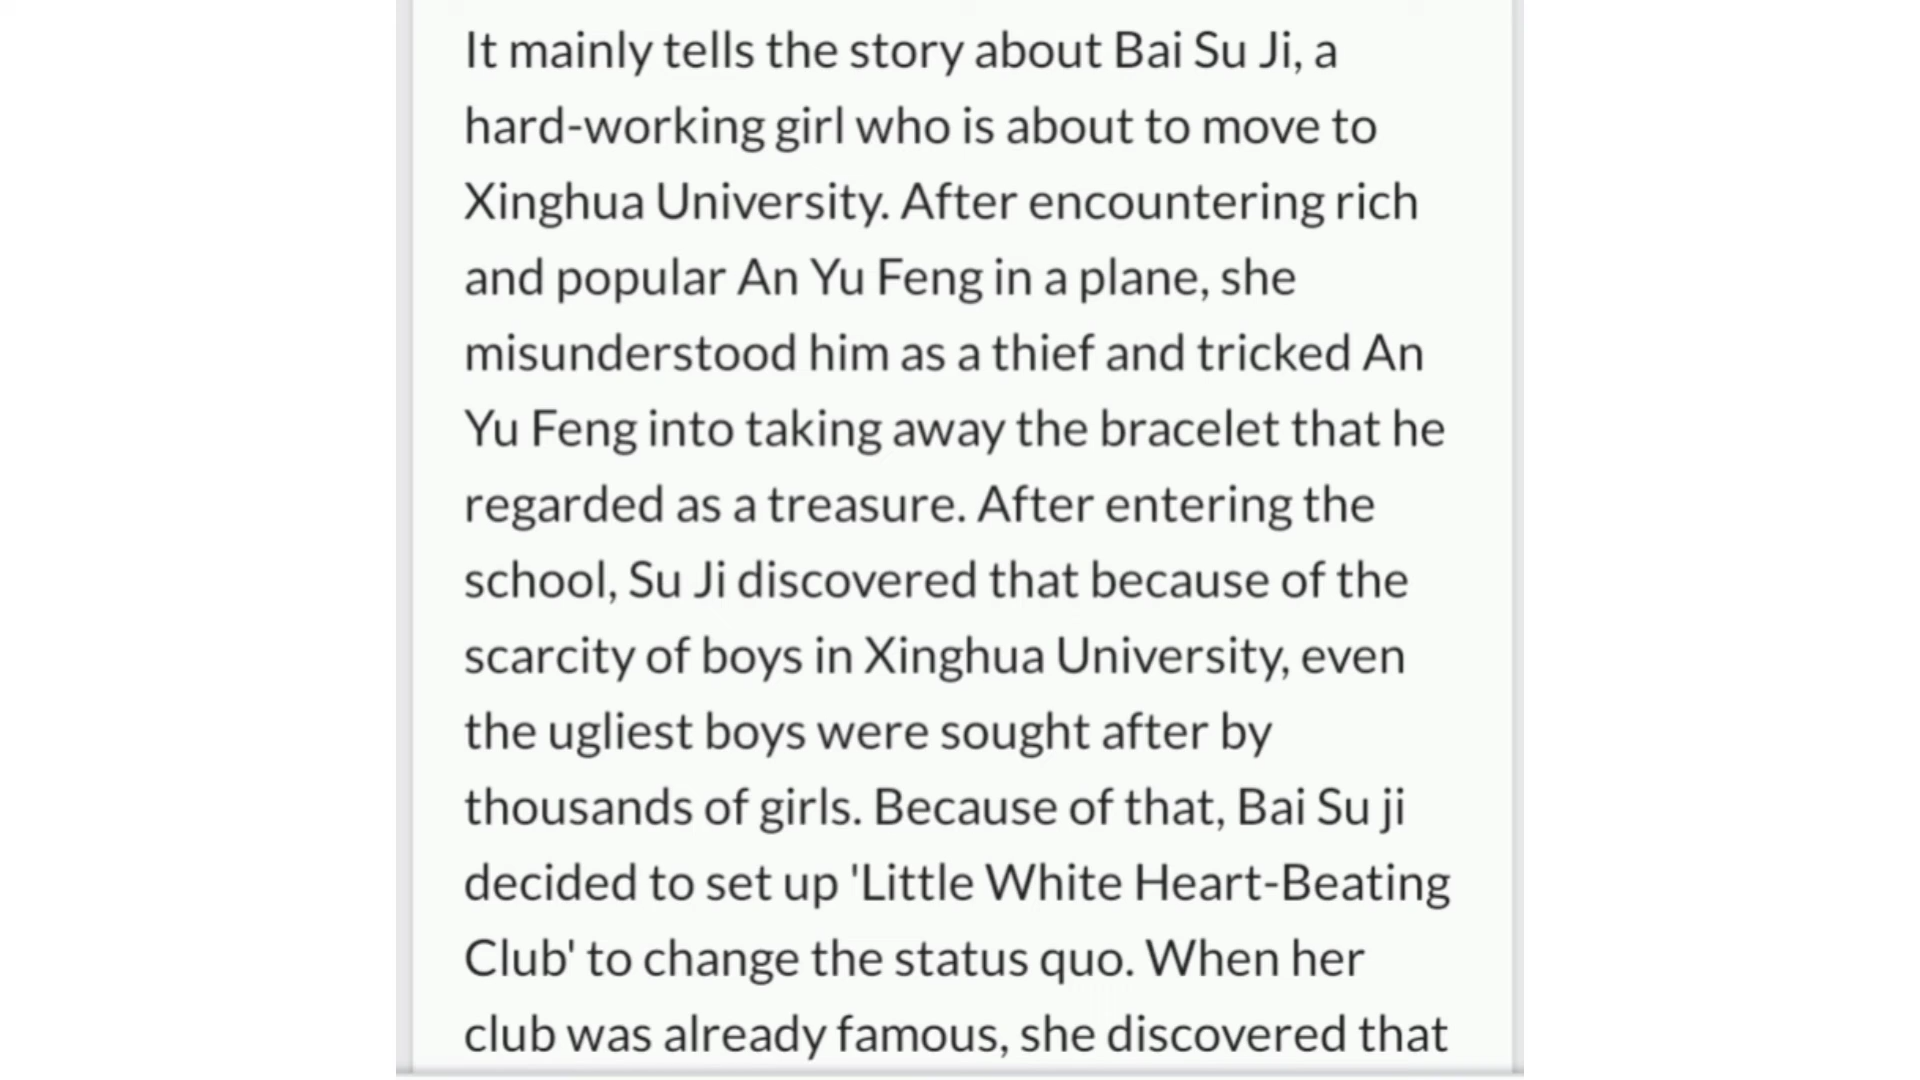 It mainly tells the story about Bai Su Ji, a
hard-working girl who is about to move to
Xinghua University. After encountering rich
and popular An Yu Feng in a plane, she
misunderstood him as a thief and tricked An
Yu Feng into taking away the bracelet that he
regarded as a treasure. After entering the
school, Su Ji discovered that because of the
scarcity of boys in Xinghua University, even
the ugliest boys were sought after by
thousands of girls. Because of that, Bai Su ji
decided to set up 'Little White Heart-Beating
Club' to change the status quo. When her
club was already famous, she discovered that